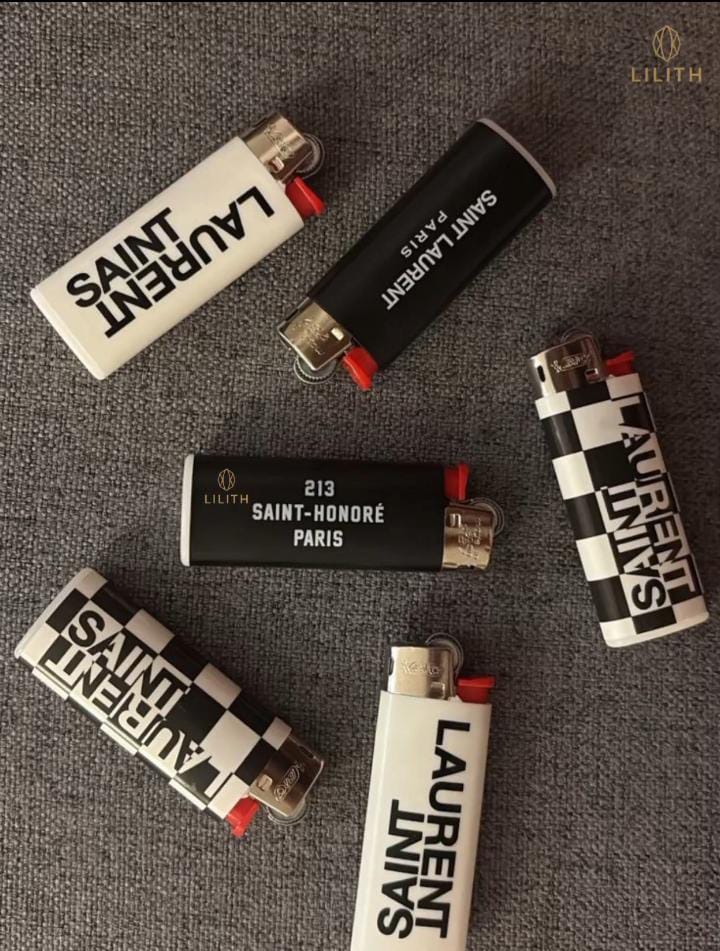 LILITH
SAINT
LAURENT
SAINT LAURENT
PARIS
SAINT
LAURENT
LILITH
213
SAINT-HONORÉ
PARIS
SAINT
LAURENT
SAINT
LAURENT